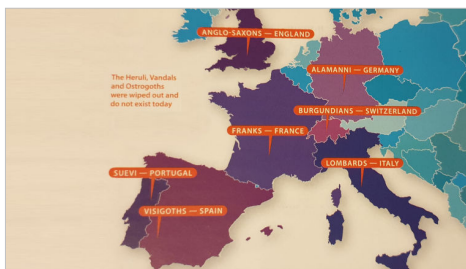 ANGLO-SAXONS — ENGLAND
ALAMANNI — GERMANY
The Heruli, Vandals
and Ostrogoths
were wiped out and
do not exist today
BURGUNDIANS — SWITZERLAND
FRANKS — FRANCE
LOMBARDS — ITALY
SUEVI — PORTUGAL
VISIGOTHS — SPAIN